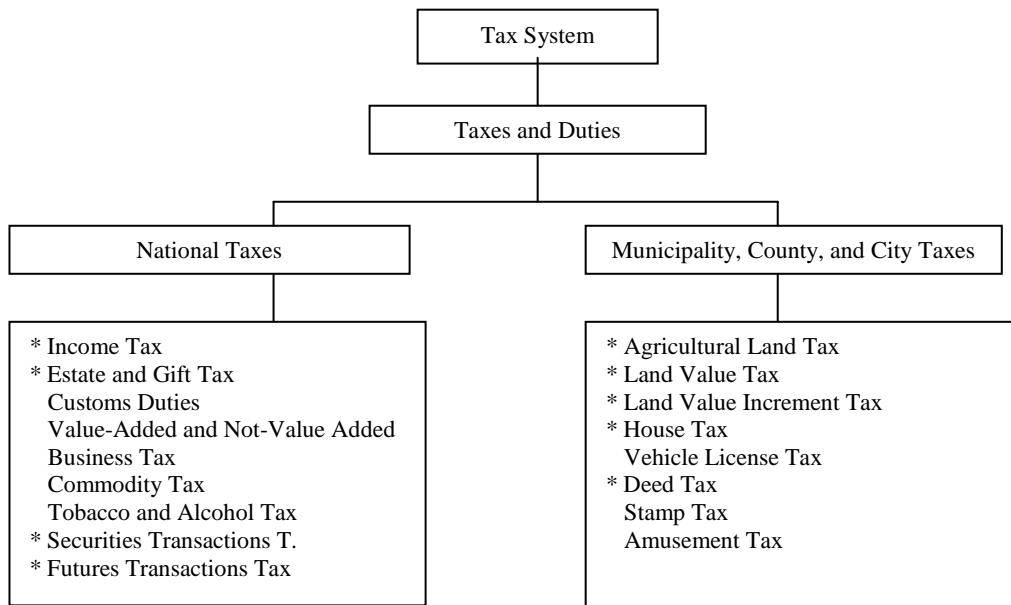 Tax System
Taxes and Duties
National Taxes
Municipality, County, and City Taxes
* Income Tax
* Estate and Gift Tax
Customs Duties
Value-Added and Not-Value Added
Business Tax
Commodity Tax
Tobacco and Alcohol Tax
* Securities Transactions T.
* Futures Transactions Tax
* Agricultural Land Tax
* Land Value Tax
* Land Value Increment Tax
* House Tax
Vehicle License Tax
* Deed Tax
Stamp Tax
Amusement Tax